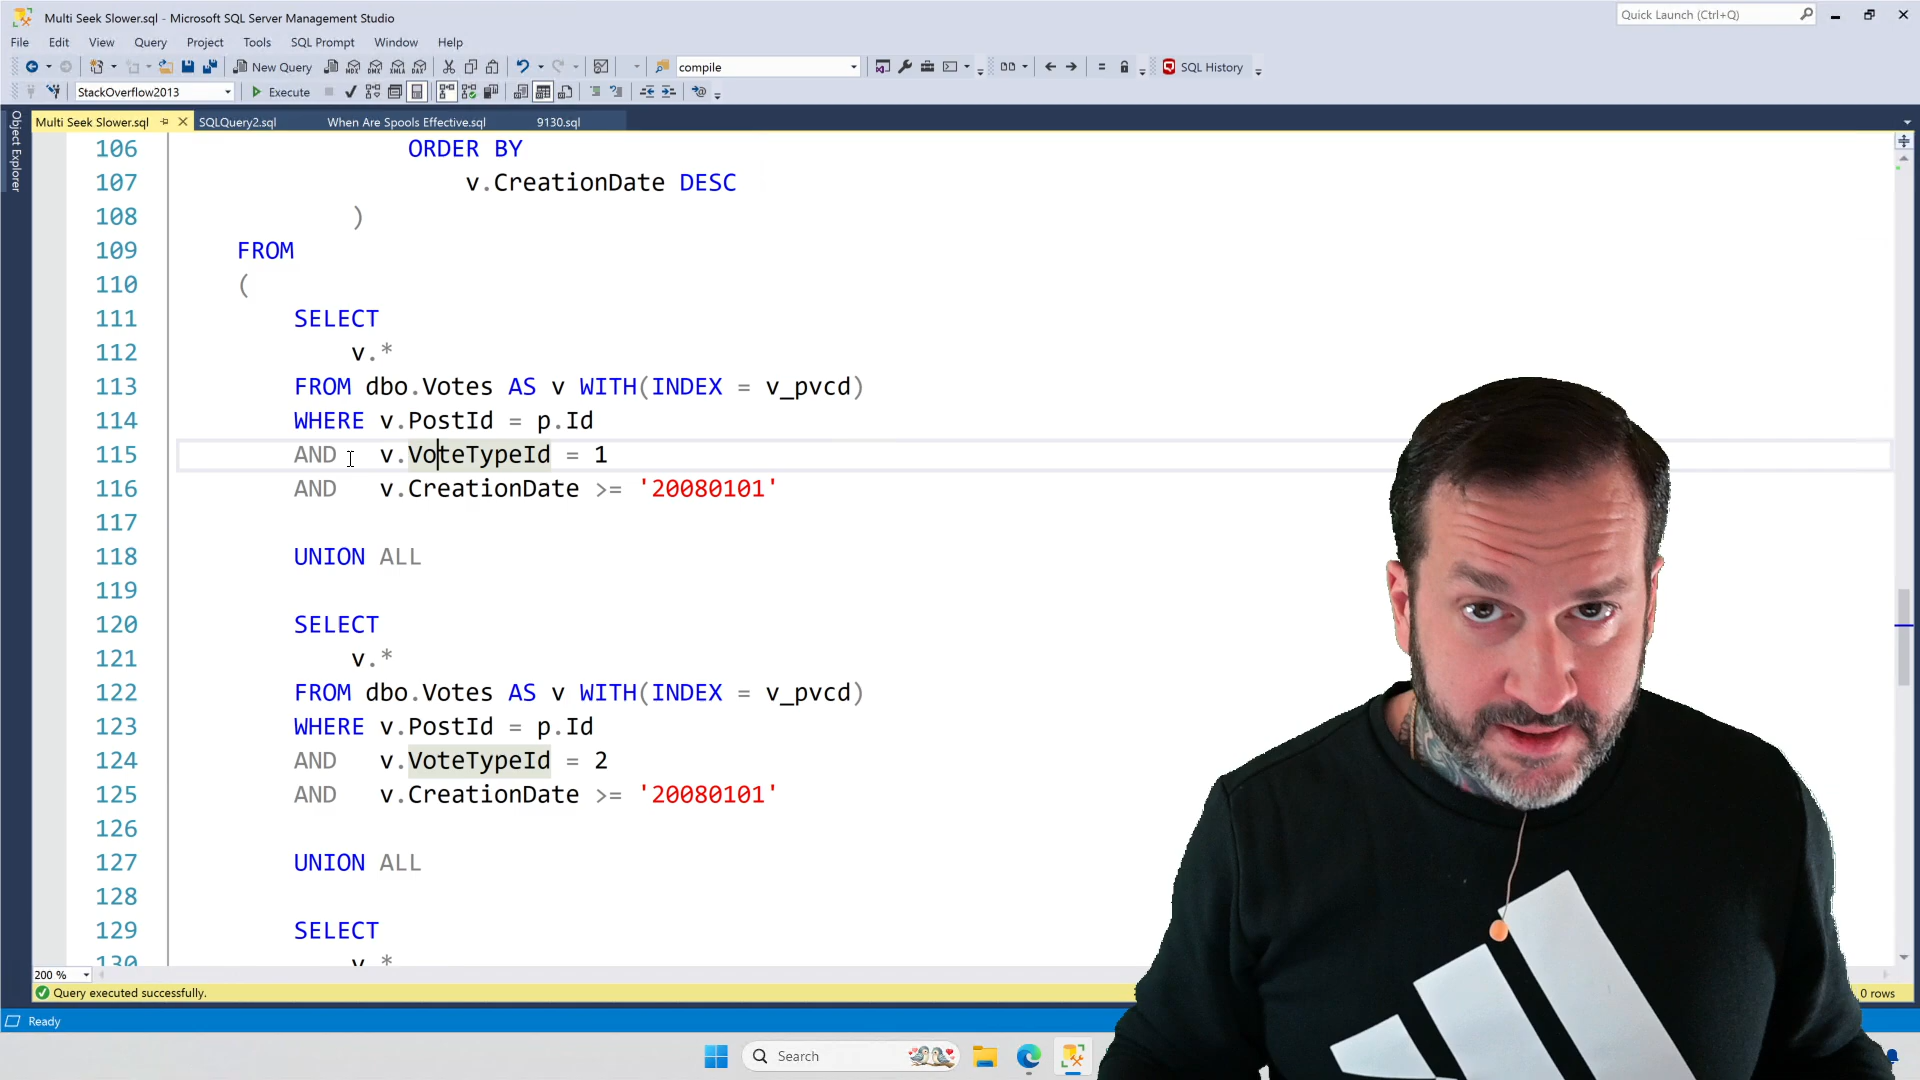 Multi Seek Slower.sql - Microsoft SQL Server Management Studio
Quick Launch (Ctrl+Q)
File Edit View Query Project Tools SQL Prompt Window Help
New Query MDX DMX XMLA DAX compile SQL History
StackOverflow2013 Execute
Multi Seek Slower.sql SQLQuery2.sql When Are Spools Effective.sql 9130.sql
Object Explorer
106 ORDER BY
107 v.CreationDate DESC
108 )
109 FROM
110 (
111 SELECT
112 v.*
113 FROM dbo.Votes AS v WITH(INDEX = v_pvcd)
114 WHERE v.PostId = p.Id
115 AND v.VoteTypeId = 1
116 AND v.CreationDate >= '20080101'
117
118 UNION ALL
119
120 SELECT
121 v.*
122 FROM dbo.Votes AS v WITH(INDEX = v_pvcd)
123 WHERE v.PostId = p.Id
124 AND v.VoteTypeId = 2
125 AND v.CreationDate >= '20080101'
126
127 UNION ALL
128
129 SELECT
130 v.*
200 %
Query executed successfully. 0 rows
Ready
Search